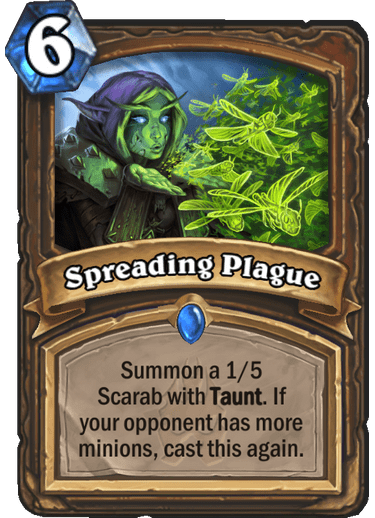 6
Spreading Plague
Summon a 1/5
Scarab with Taunt. If
your opponent has more
minions, cast this again.